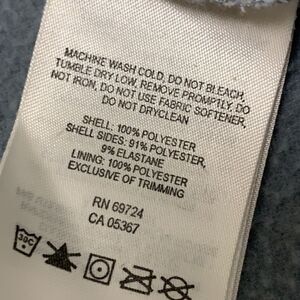 MACHINE WASH COLD, DO NOT BLEACH,
TUMBLE DRY LOW, REMOVE PROMPTLY, DO
NOT IRON, DO NOT USE FABRIC SOFTENER,
DO NOT DRYCLEAN
SHELL: 100% POLYESTER
SHELL SIDES: 91% POLYESTER,
9% ELASTANE
LINING: 100% POLYESTER
EXCLUSIVE OF TRIMMING
RN 69724
CA 05367
30C